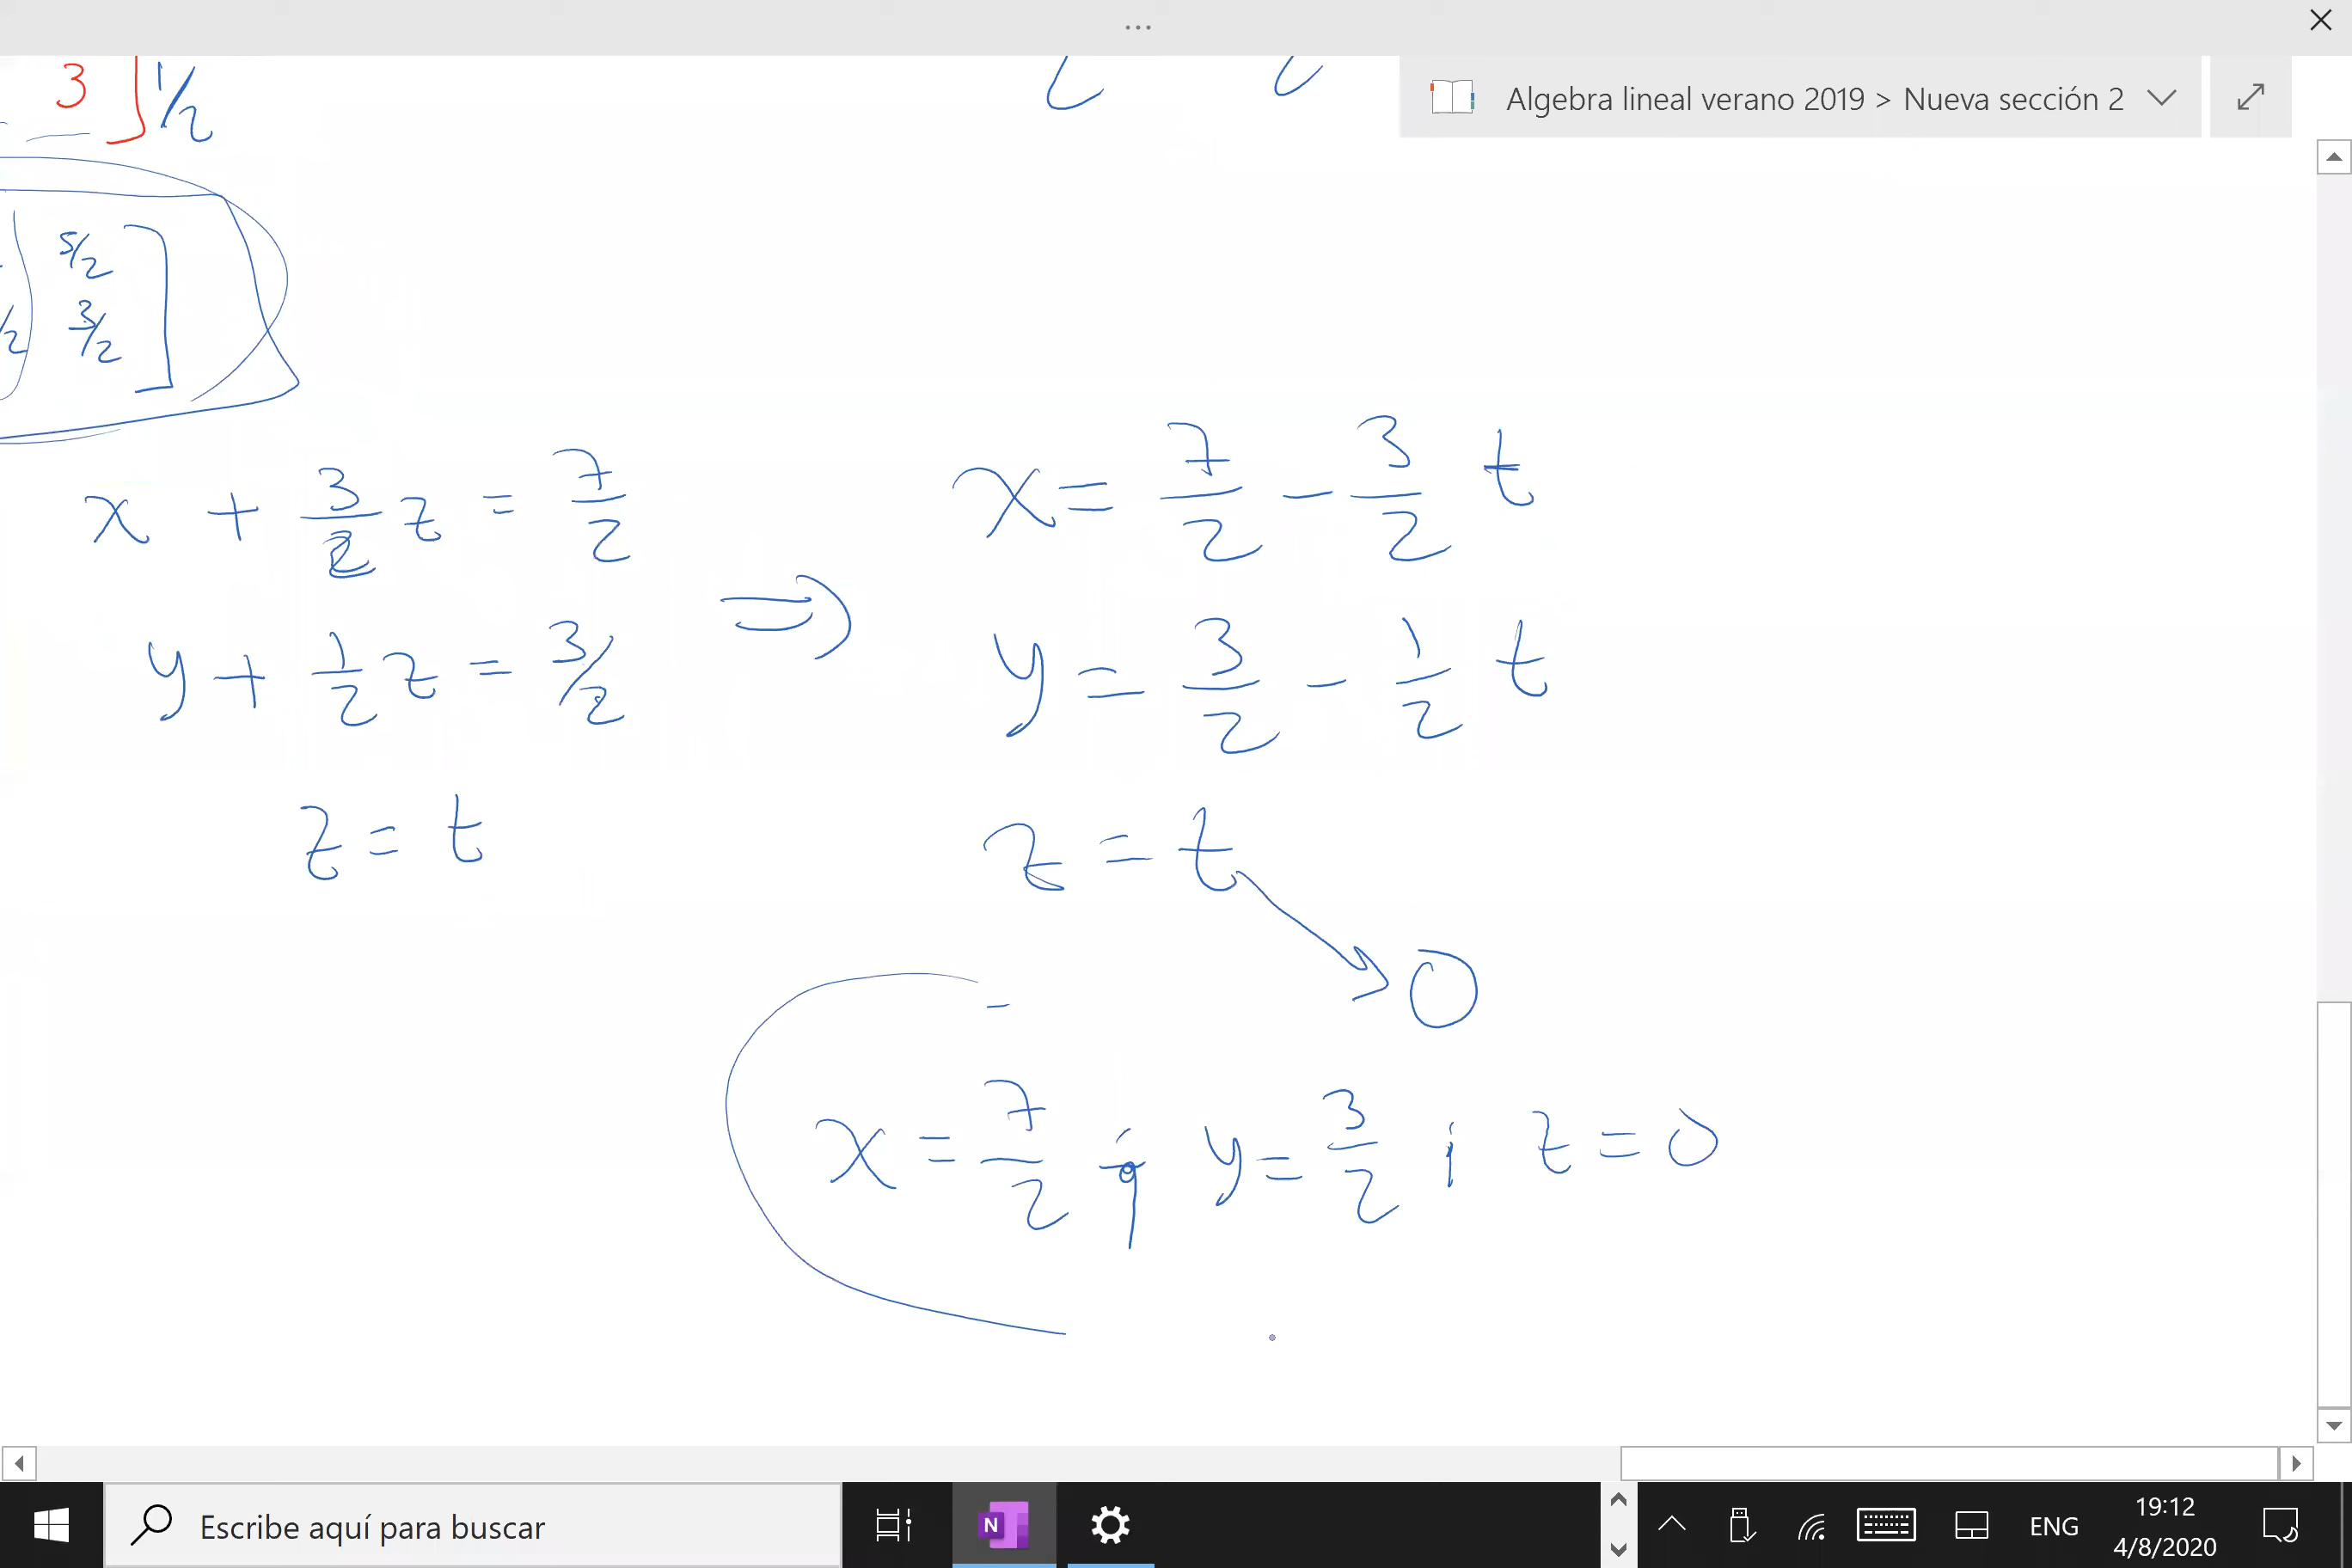 Algebra lineal verano 2019 > Nueva sección 2
3 ] 1/2
5/2
/2 3/2
x + 3/2 z = 7/2
y + 1/2 z = 3/2
z = t
x = 7/2 - 3/2 t
y = 3/2 - 1/2 t
z = t
0
x = 7/2 ; y = 3/2 ; z = 0
Escribe aquí para buscar
N
ENG
19:12
4/8/2020